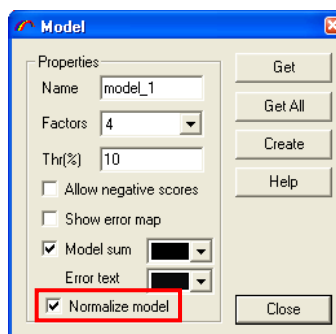 Model
Properties
Name model_1
Factors 4
Thr(%) 10
Allow negative scores
Show error map
Model sum
Error text
Normalize model
Get
Get All
Create
Help
Close